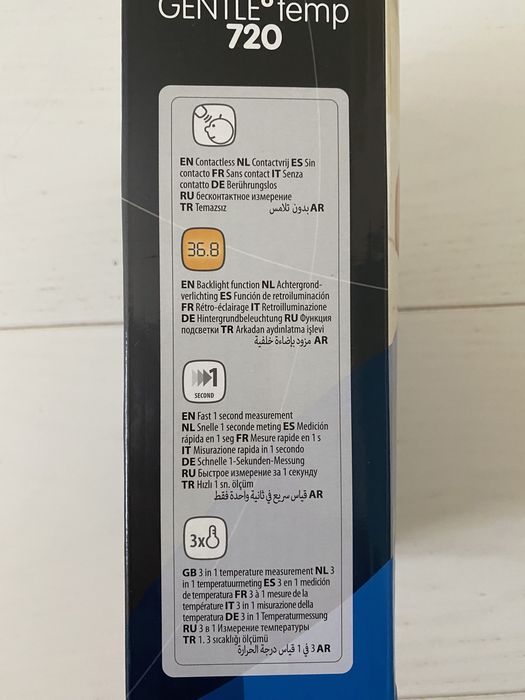 GENTLE° temp
720
EN Contactless NL Contactvrij ES Sin
contacto FR Sans contact IT Senza
contatto DE Berührungslos
RU бесконтактное измерение
TR Temazsız بدون تلامس AR
36.8
EN Backlight function NL Achtergrond-
verlichting ES Función de retroiluminación
FR Rétro-éclairage IT Retroilluminazione
DE Hintergrundbeleuchtung RU Функция
подсветки TR Arkadan aydınlatma işlevi
مزود بإضاءة خلفية AR
1
SECOND
EN Fast 1 second measurement
NL Snelle 1 seconde meting ES Medición
rápida en 1 seg FR Mesure rapide en 1 s
IT Misurazione rapida in 1 secondo
DE Schnelle 1-Sekunden-Messung
RU Быстрое измерение за 1 секунду
TR Hızlı 1 sn. ölçüm
قياس سريع في ثانية واحدة فقط AR
3x
GB 3 in 1 temperature measurement NL 3
in 1 temperatuurmeting ES 3 en 1 medición
de temperatura FR 3 à 1 mesure de la
température IT 3 in 1 misurazione della
temperatura DE 3 in 1 Temperaturmessung
RU 3 в 1 Измерение температуры
TR 1. 3 sıcaklığı ölçümü
3 في 1 قياس درجة الحرارة AR